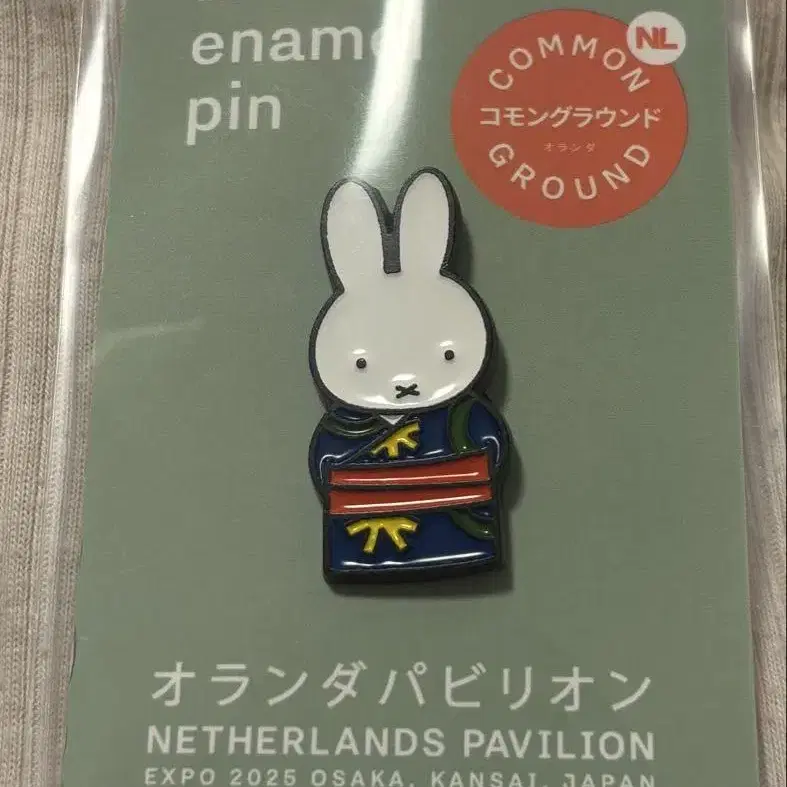 enamel
pin
NL
COMMON
コモングラウンド
オランダ
GROUND
オランダパビリオン
NETHERLANDS PAVILION
EXPO 2025 OSAKA, KANSAI, JAPAN